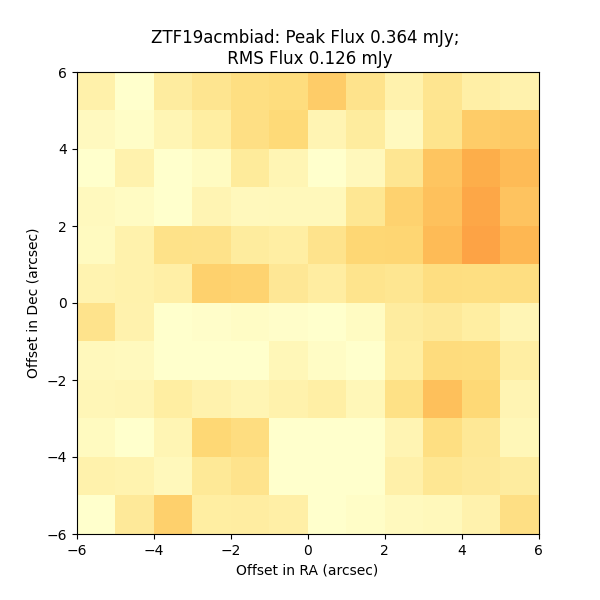 ZTF19acmbiad: Peak Flux 0.364 mJy;
RMS Flux 0.126 mJy
6
4
2
0
−2
−4
−6
Offset in Dec (arcsec)
−6 −4 −2 0 2 4 6
Offset in RA (arcsec)